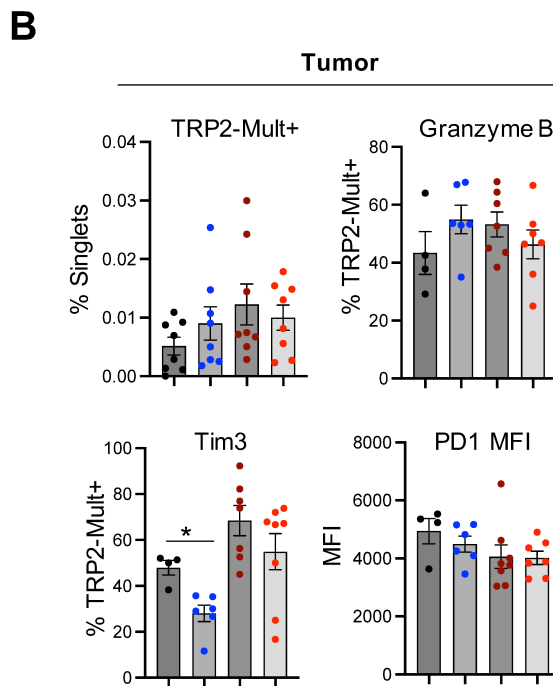 B
Tumor
TRP2-Mult+
% Singlets
0.04
0.03
0.02
0.01
0.00
Granzyme B
% TRP2-Mult+
80
60
40
20
0
Tim3
% TRP2-Mult+
100
80
60
40
20
0
*
PD1 MFI
MFI
8000
6000
4000
2000
0